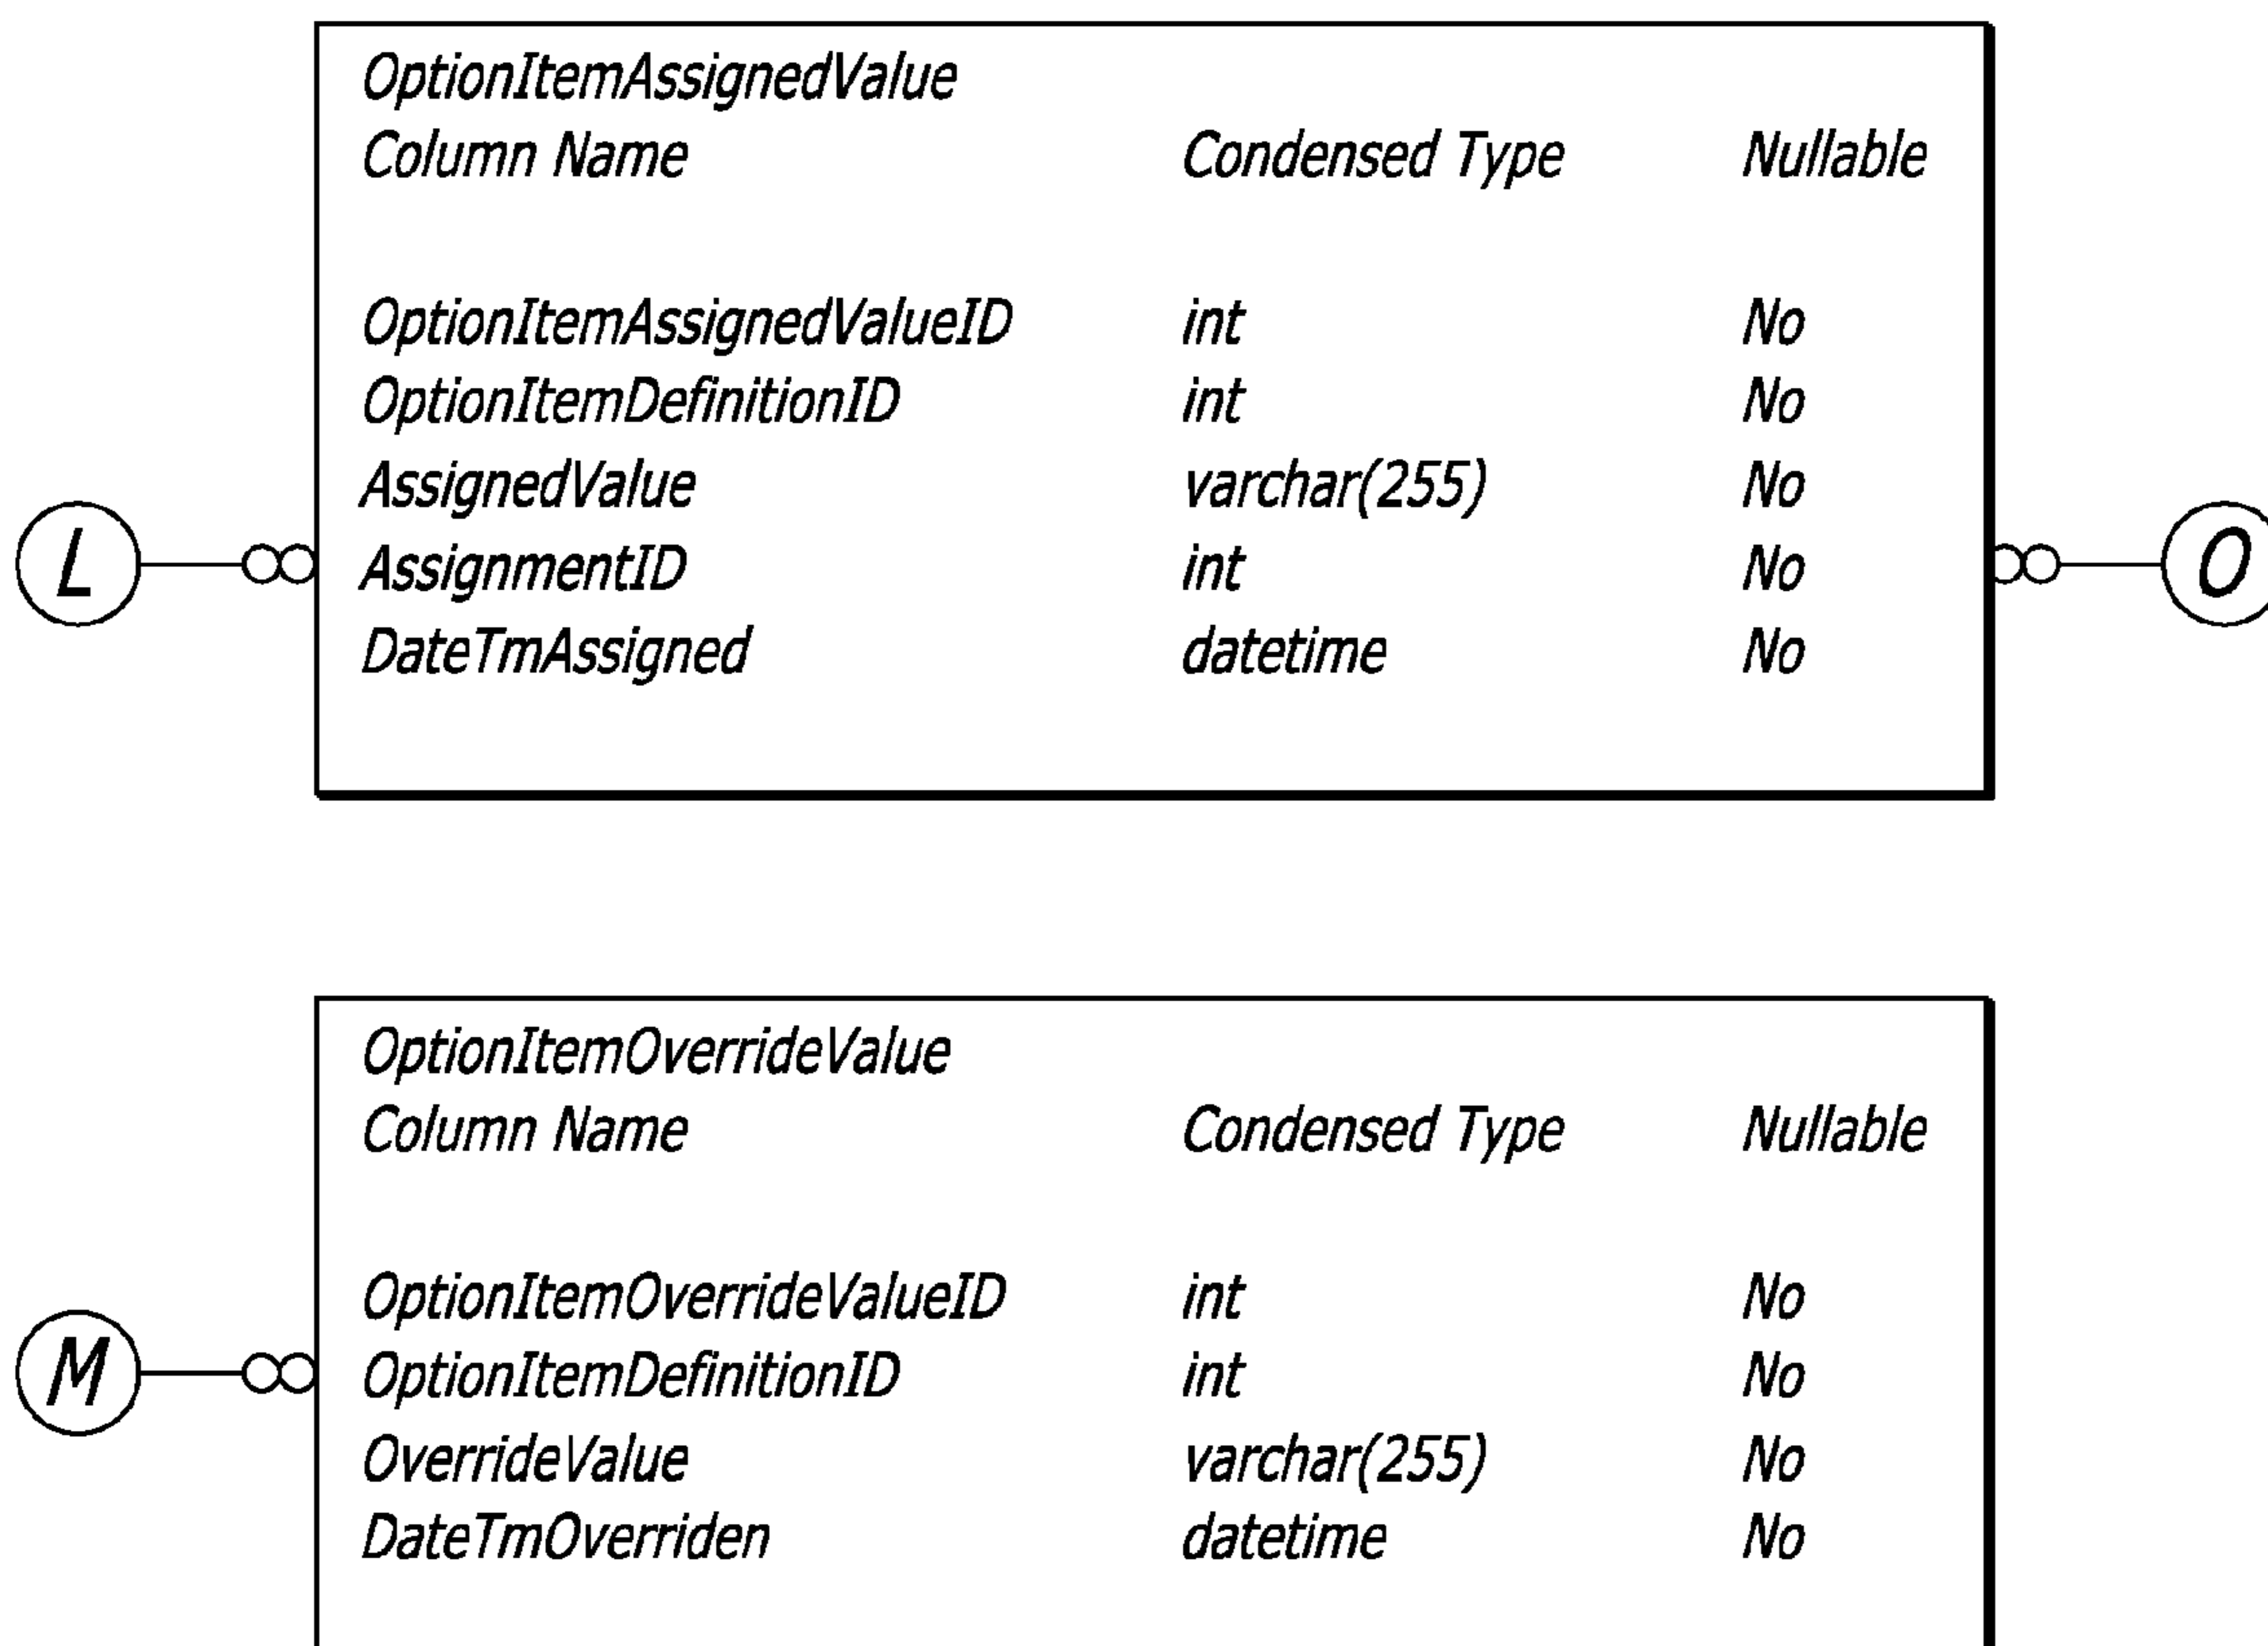 OptionItemAssignedValue
Column Name Condensed Type Nullable
OptionItemAssignedValueID int No
OptionItemDefinitionID int No
AssignedValue varchar(255) No
L AssignmentID int No O
DateTmAssigned datetime No
OptionItemOverrideValue
Column Name Condensed Type Nullable
OptionItemOverrideValueID int No
M OptionItemDefinitionID int No
OverrideValue varchar(255) No
DateTmOverriden datetime No